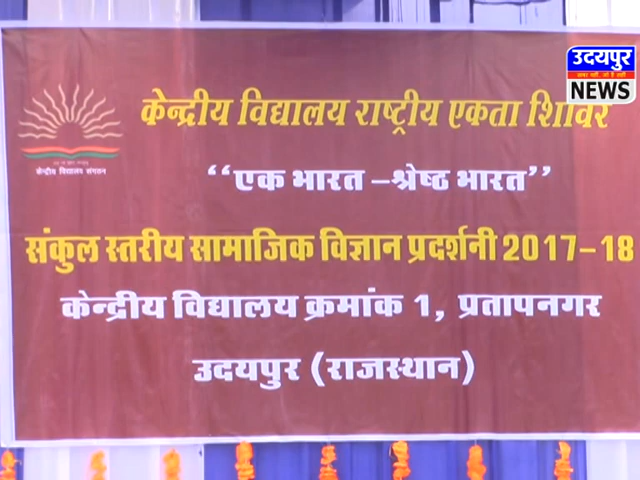 उदयपुर
NEWS
केन्द्रीय विद्यालय राष्ट्रीय एकता शिविर
केन्द्रीय विद्यालय संगठन
“एक भारत – श्रेष्ठ भारत”
संकुल स्तरीय सामाजिक विज्ञान प्रदर्शनी 2017-18
केन्द्रीय विद्यालय क्रमांक 1, प्रतापनगर
उदयपुर (राजस्थान)